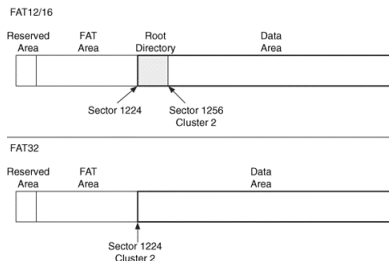 FAT12/16
Reserved Area
FAT Area
Root Directory
Data Area
Sector 1224
Sector 1256
Cluster 2
FAT32
Reserved Area
FAT Area
Data Area
Sector 1224
Cluster 2